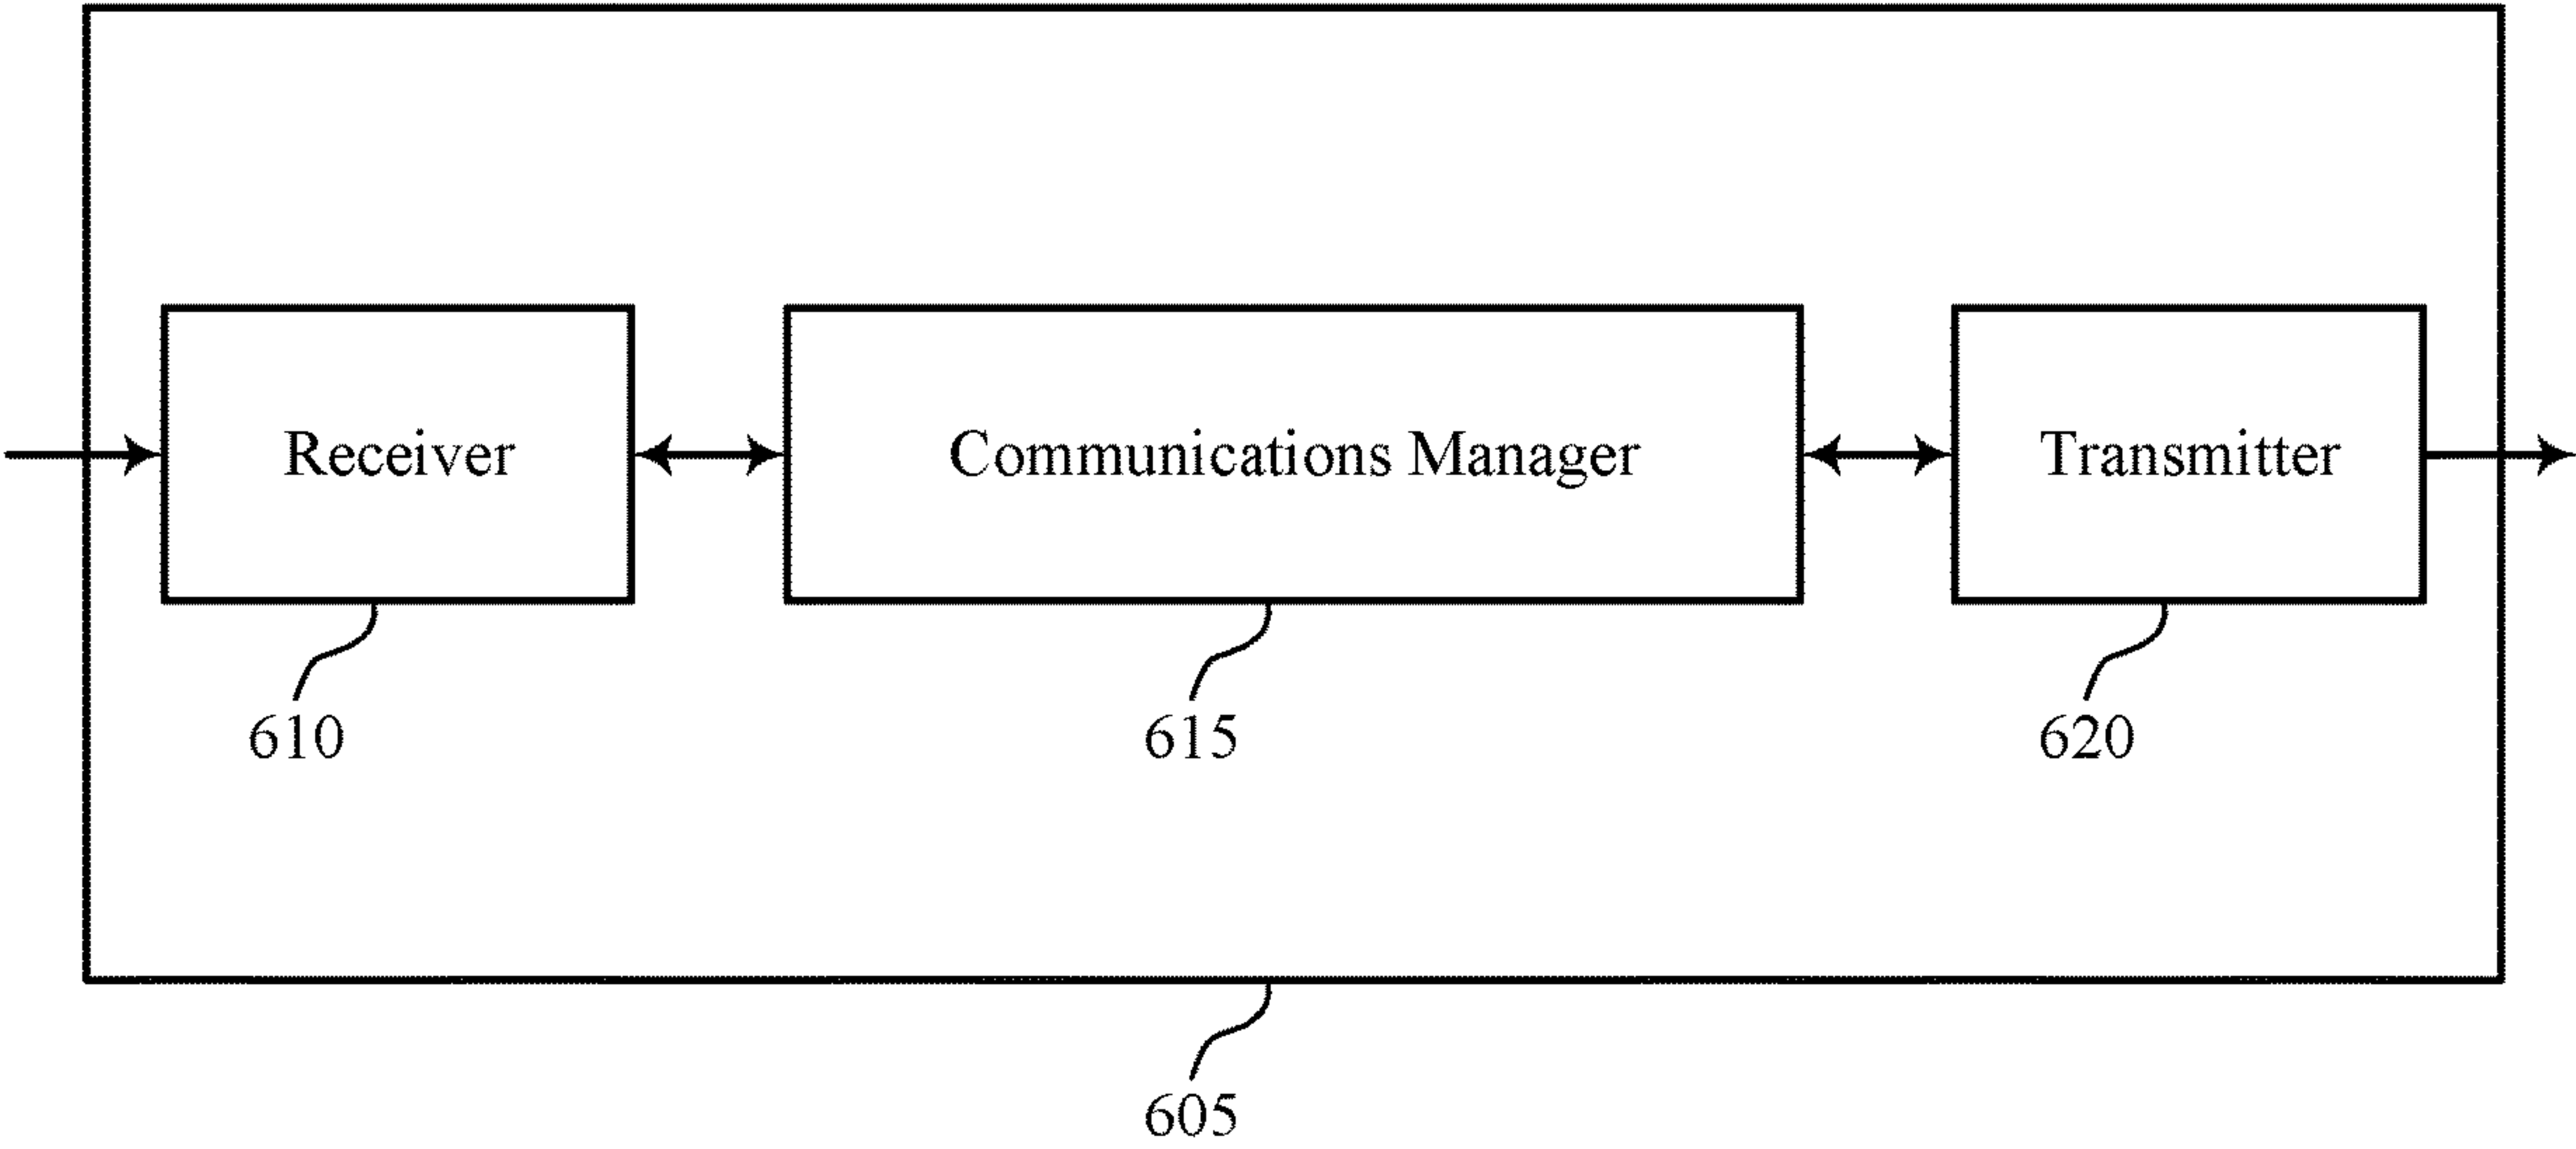 Receiver
Communications Manager
Transmitter
610
615
620
605